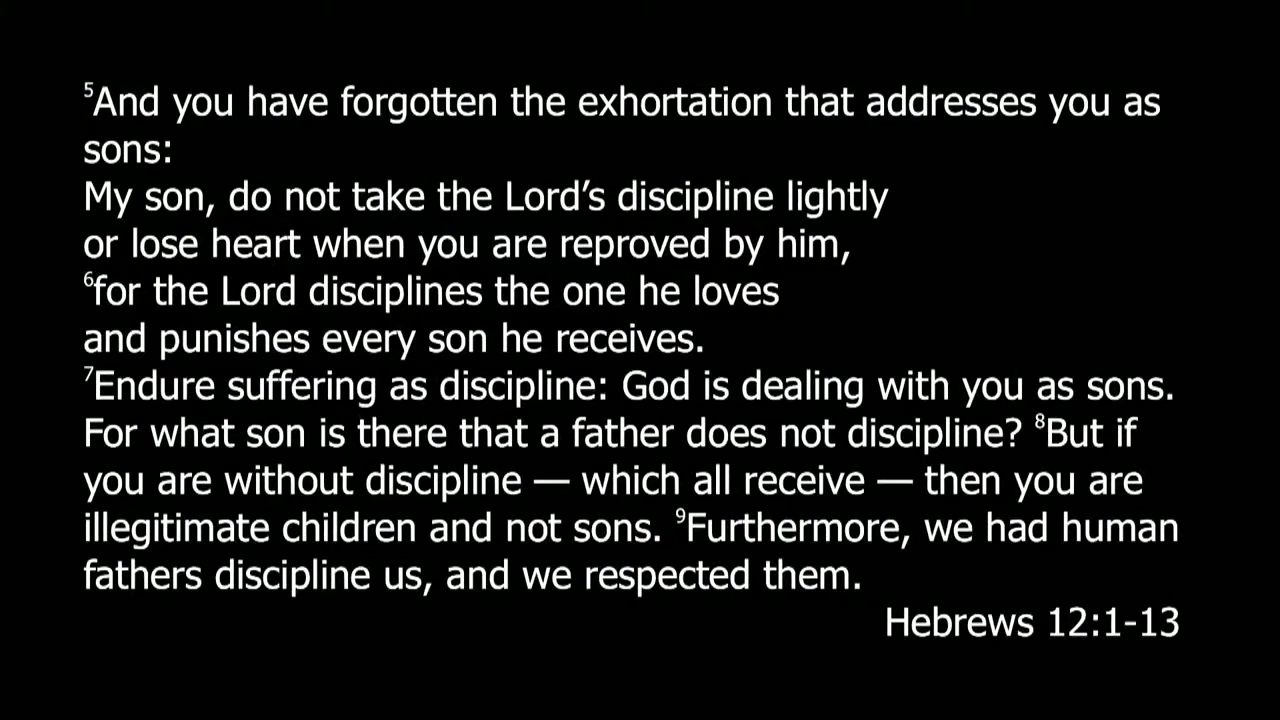 ⁵And you have forgotten the exhortation that addresses you as
sons:
My son, do not take the Lord’s discipline lightly
or lose heart when you are reproved by him,
⁶for the Lord disciplines the one he loves
and punishes every son he receives.
⁷Endure suffering as discipline: God is dealing with you as sons.
For what son is there that a father does not discipline? ⁸But if
you are without discipline — which all receive — then you are
illegitimate children and not sons. ⁹Furthermore, we had human
fathers discipline us, and we respected them.
Hebrews 12:1-13